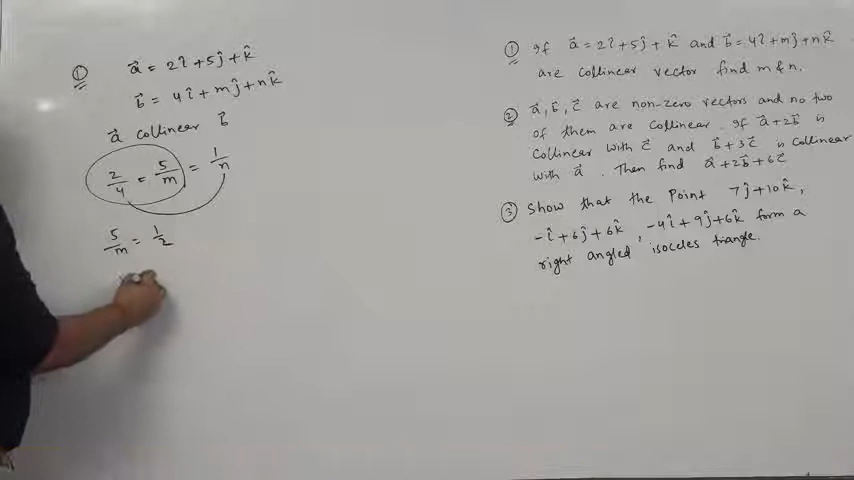 ① a⃗ = 2î + 5ĵ + k̂
b⃗ = 4î + mĵ + nk̂
a⃗ collinear b⃗
2/4 = 5/m = 1/n
5/m = 1/2
① If a⃗ = 2î + 5ĵ + k̂ and b⃗ = 4î + mĵ + nk̂
are collinear vector find m & n.
② a⃗, b⃗, c⃗ are non-zero vectors and no two
of them are collinear. If a⃗ + 2b⃗ is
collinear with c⃗ and b⃗ + 3c⃗ is collinear
with a⃗. Then find a⃗ + 2b⃗ + 6c⃗
③ Show that the Point 7ĵ + 10k̂,
-î + 6ĵ + 6k̂, -4î + 9ĵ + 6k̂ form a
right angled isoceles triangle.